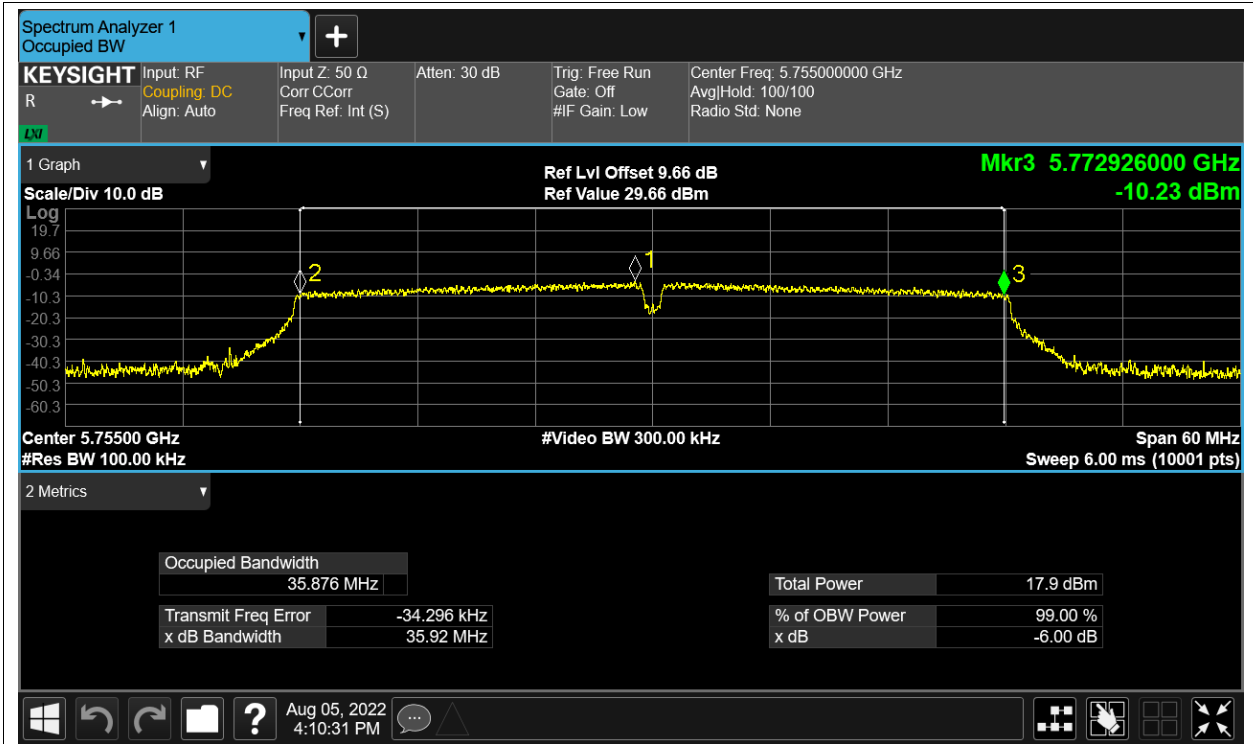 Spectrum Analyzer 1
Occupied BW
KEYSIGHT
R
LXI
Input: RF
Coupling: DC
Align: Auto
Input Z: 50 Ω
Corr CCorr
Freq Ref: Int (S)
Atten: 30 dB
Trig: Free Run
Gate: Off
#IF Gain: Low
Center Freq: 5.755000000 GHz
Avg|Hold: 100/100
Radio Std: None
1 Graph
Scale/Div 10.0 dB
Ref Lvl Offset 9.66 dB
Ref Value 29.66 dBm
Mkr3 5.772926000 GHz
-10.23 dBm
Log
19.7
9.66
-0.34
-10.3
-20.3
-30.3
-40.3
-50.3
-60.3
2
1
3
Center 5.75500 GHz
#Video BW 300.00 kHz
Span 60 MHz
#Res BW 100.00 kHz
Sweep 6.00 ms (10001 pts)
2 Metrics
Occupied Bandwidth
35.876 MHz
Transmit Freq Error -34.296 kHz
x dB Bandwidth 35.92 MHz
Total Power 17.9 dBm
% of OBW Power 99.00 %
x dB -6.00 dB
?
Aug 05, 2022
4:10:31 PM